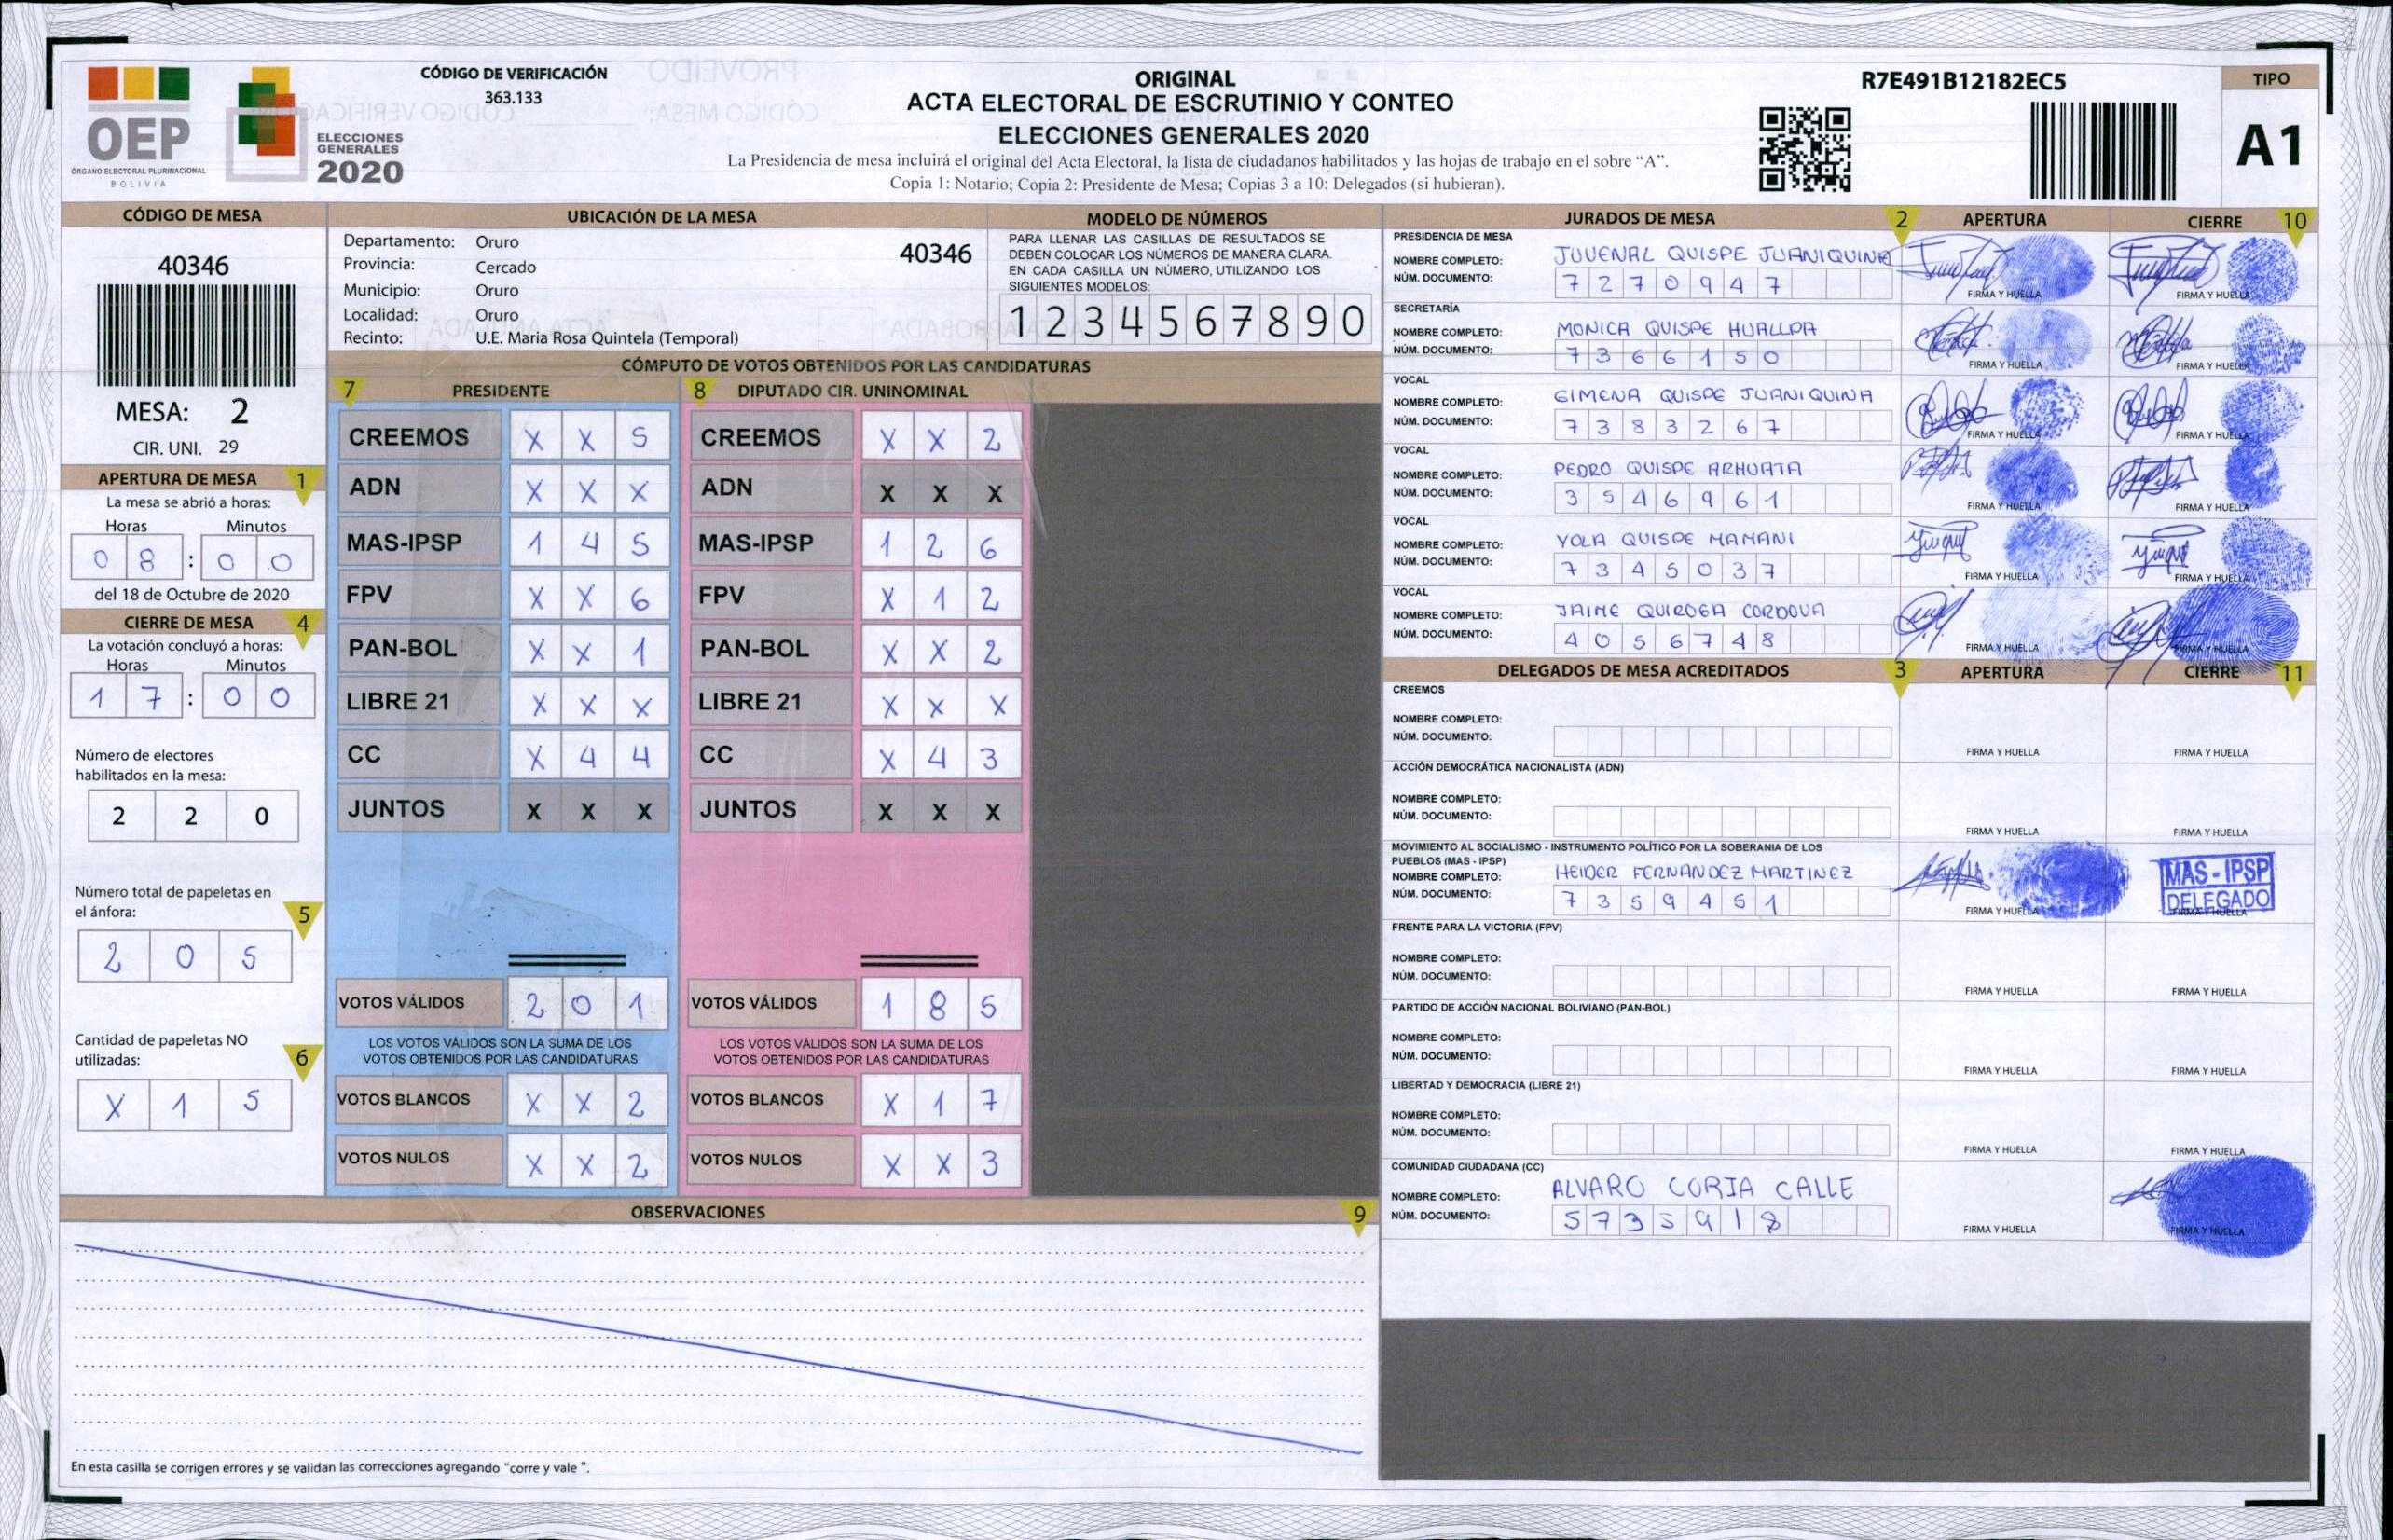 OEP
ÓRGANO ELECTORAL PLURINACIONAL
BOLIVIA
ELECCIONES
GENERALES
2020
CÓDIGO DE VERIFICACIÓN
363.133
ORIGINAL
ACTA ELECTORAL DE ESCRUTINIO Y CONTEO
ELECCIONES GENERALES 2020
La Presidencia de mesa incluirá el original del Acta Electoral, la lista de ciudadanos habilitados y las hojas de trabajo en el sobre “A”.
Copia 1: Notario; Copia 2: Presidente de Mesa; Copias 3 a 10: Delegados (si hubieran).
R7E491B12182EC5
TIPO
A1
CÓDIGO DE MESA
40346
MESA: 2
CIR. UNI. 29
APERTURA DE MESA 1
La mesa se abrió a horas:
Horas Minutos
0 8 : 0 0
del 18 de Octubre de 2020
CIERRE DE MESA 4
La votación concluyó a horas:
Horas Minutos
1 7 : 0 0
Número de electores
habilitados en la mesa:
2 2 0
Número total de papeletas en
el ánfora: 5
2 0 5
Cantidad de papeletas NO
utilizadas: 6
X 1 5
UBICACIÓN DE LA MESA
Departamento: Oruro 40346
Provincia: Cercado
Municipio: Oruro
Localidad: Oruro
Recinto: U.E. Maria Rosa Quintela (Temporal)
MODELO DE NÚMEROS
PARA LLENAR LAS CASILLAS DE RESULTADOS SE
DEBEN COLOCAR LOS NÚMEROS DE MANERA CLARA.
EN CADA CASILLA UN NÚMERO, UTILIZANDO LOS
SIGUIENTES MODELOS:
1 2 3 4 5 6 7 8 9 0
CÓMPUTO DE VOTOS OBTENIDOS POR LAS CANDIDATURAS
7 PRESIDENTE
CREEMOS X X 5
ADN X X X
MAS-IPSP 1 4 5
FPV X X 6
PAN-BOL X X 1
LIBRE 21 X X X
CC X 4 4
JUNTOS X X X
VOTOS VÁLIDOS 2 0 1
LOS VOTOS VÁLIDOS SON LA SUMA DE LOS
VOTOS OBTENIDOS POR LAS CANDIDATURAS
VOTOS BLANCOS X X 2
VOTOS NULOS X X 2
8 DIPUTADO CIR. UNINOMINAL
CREEMOS X X 2
ADN X X X
MAS-IPSP 1 2 6
FPV X 1 2
PAN-BOL X X 2
LIBRE 21 X X X
CC X 4 3
JUNTOS X X X
VOTOS VÁLIDOS 1 8 5
LOS VOTOS VÁLIDOS SON LA SUMA DE LOS
VOTOS OBTENIDOS POR LAS CANDIDATURAS
VOTOS BLANCOS X 1 7
VOTOS NULOS X X 3
OBSERVACIONES 9
En esta casilla se corrigen errores y se validan las correcciones agregando “corre y vale ”.
JURADOS DE MESA 2 APERTURA CIERRE 10
PRESIDENCIA DE MESA
NOMBRE COMPLETO: JUVENAL QUISPE JUANIQUINA
NÚM. DOCUMENTO: 7 2 7 0 9 4 7
FIRMA Y HUELLA FIRMA Y HUELLA
SECRETARÍA
NOMBRE COMPLETO: MONICA QUISPE HUALLPA
NÚM. DOCUMENTO: 7 3 6 6 1 5 0
FIRMA Y HUELLA FIRMA Y HUELLA
VOCAL
NOMBRE COMPLETO: GIMENA QUISPE JUANIQUINA
NÚM. DOCUMENTO: 7 3 8 3 2 6 7
FIRMA Y HUELLA FIRMA Y HUELLA
VOCAL
NOMBRE COMPLETO: PEDRO QUISPE ARHUATA
NÚM. DOCUMENTO: 3 5 4 6 9 6 1
FIRMA Y HUELLA FIRMA Y HUELLA
VOCAL
NOMBRE COMPLETO: YOLA QUISPE MAMANI
NÚM. DOCUMENTO: 7 3 4 5 0 3 7
FIRMA Y HUELLA FIRMA Y HUELLA
VOCAL
NOMBRE COMPLETO: JAIME QUIROGA CORDOVA
NÚM. DOCUMENTO: 4 0 5 6 7 4 8
FIRMA Y HUELLA FIRMA Y HUELLA
DELEGADOS DE MESA ACREDITADOS 3 APERTURA CIERRE 11
CREEMOS
NOMBRE COMPLETO:
NÚM. DOCUMENTO:
FIRMA Y HUELLA FIRMA Y HUELLA
ACCIÓN DEMOCRÁTICA NACIONALISTA (ADN)
NOMBRE COMPLETO:
NÚM. DOCUMENTO:
FIRMA Y HUELLA FIRMA Y HUELLA
MOVIMIENTO AL SOCIALISMO - INSTRUMENTO POLÍTICO POR LA SOBERANIA DE LOS
PUEBLOS (MAS - IPSP)
NOMBRE COMPLETO: HEIDER FERNANDEZ MARTINEZ
NÚM. DOCUMENTO: 7 3 5 9 4 5 1
FIRMA Y HUELLA FIRMA Y HUELLA
MAS - IPSP
DELEGADO
FRENTE PARA LA VICTORIA (FPV)
NOMBRE COMPLETO:
NÚM. DOCUMENTO:
FIRMA Y HUELLA FIRMA Y HUELLA
PARTIDO DE ACCIÓN NACIONAL BOLIVIANO (PAN-BOL)
NOMBRE COMPLETO:
NÚM. DOCUMENTO:
FIRMA Y HUELLA FIRMA Y HUELLA
LIBERTAD Y DEMOCRACIA (LIBRE 21)
NOMBRE COMPLETO:
NÚM. DOCUMENTO:
FIRMA Y HUELLA FIRMA Y HUELLA
COMUNIDAD CIUDADANA (CC)
NOMBRE COMPLETO: ALVARO CORIA CALLE
NÚM. DOCUMENTO: 5 7 3 5 9 1 8
FIRMA Y HUELLA FIRMA Y HUELLA